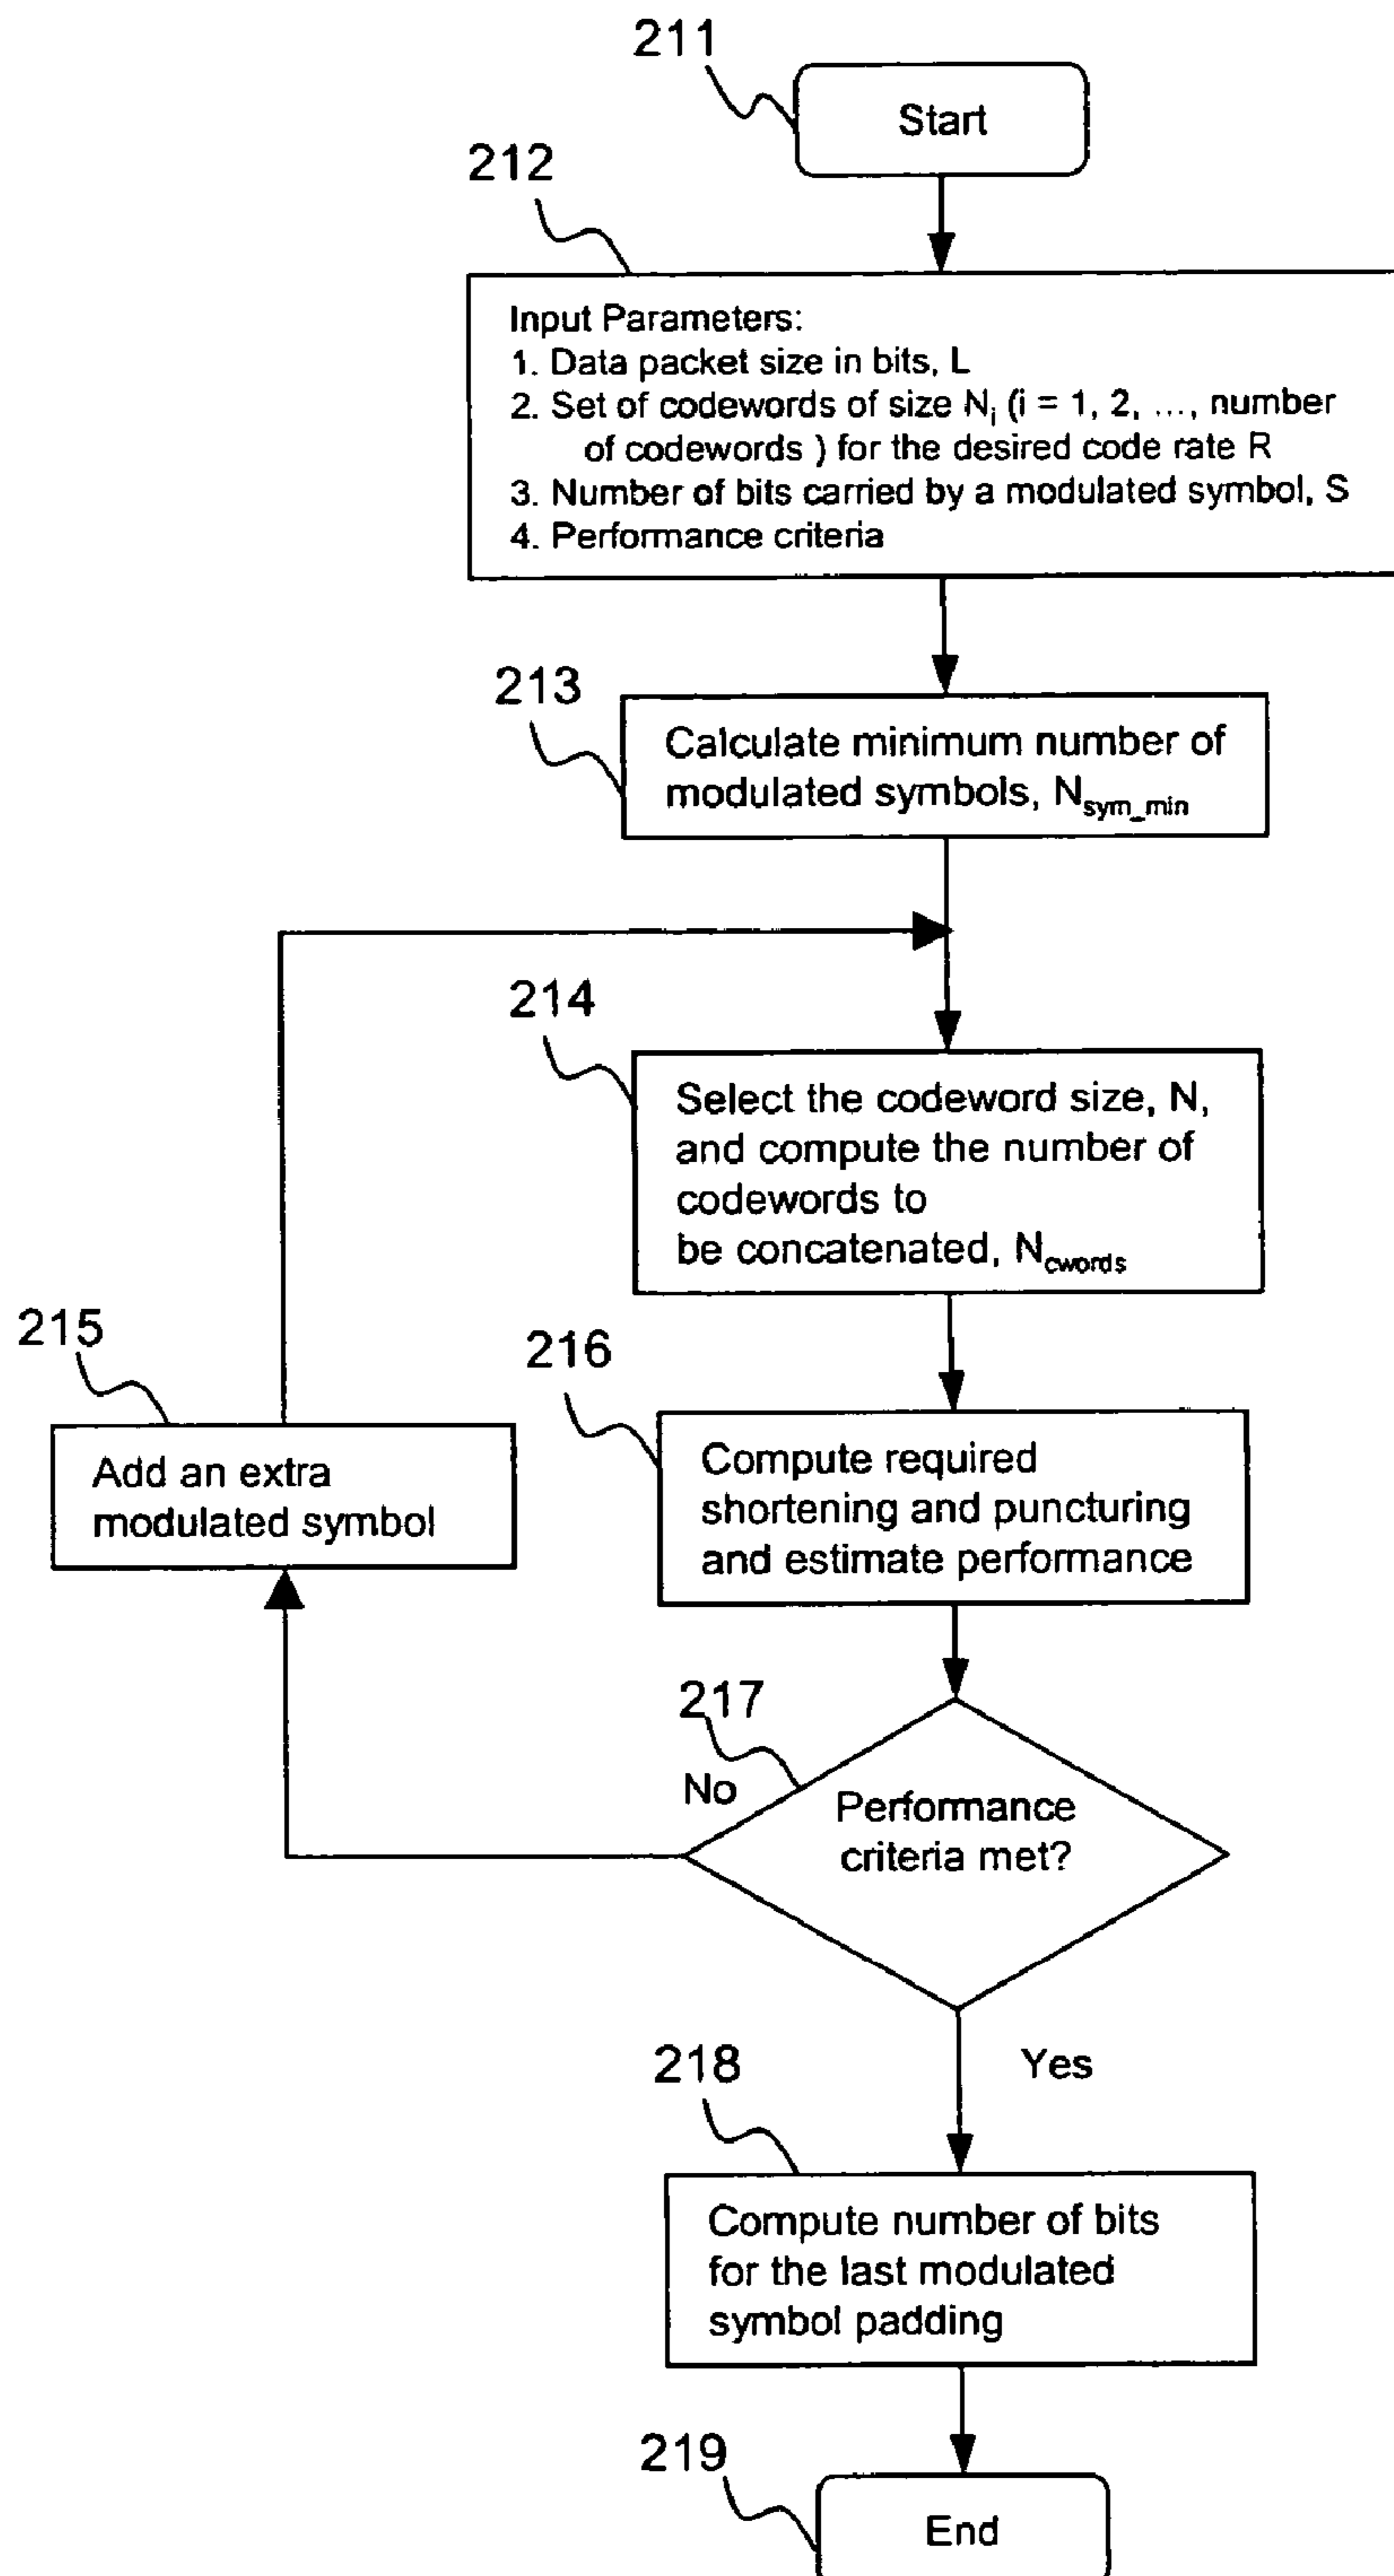 211
Start
212
Input Parameters:
1. Data packet size in bits, L
2. Set of codewords of size Ni (i = 1, 2, ..., number
of codewords ) for the desired code rate R
3. Number of bits carried by a modulated symbol, S
4. Performance criteria
213
Calculate minimum number of
modulated symbols, Nsym_min
214
Select the codeword size, N,
and compute the number of
codewords to
be concatenated, Ncwords
215
Add an extra
modulated symbol
216
Compute required
shortening and puncturing
and estimate performance
217
No
Performance
criteria met?
Yes
218
Compute number of bits
for the last modulated
symbol padding
219
End